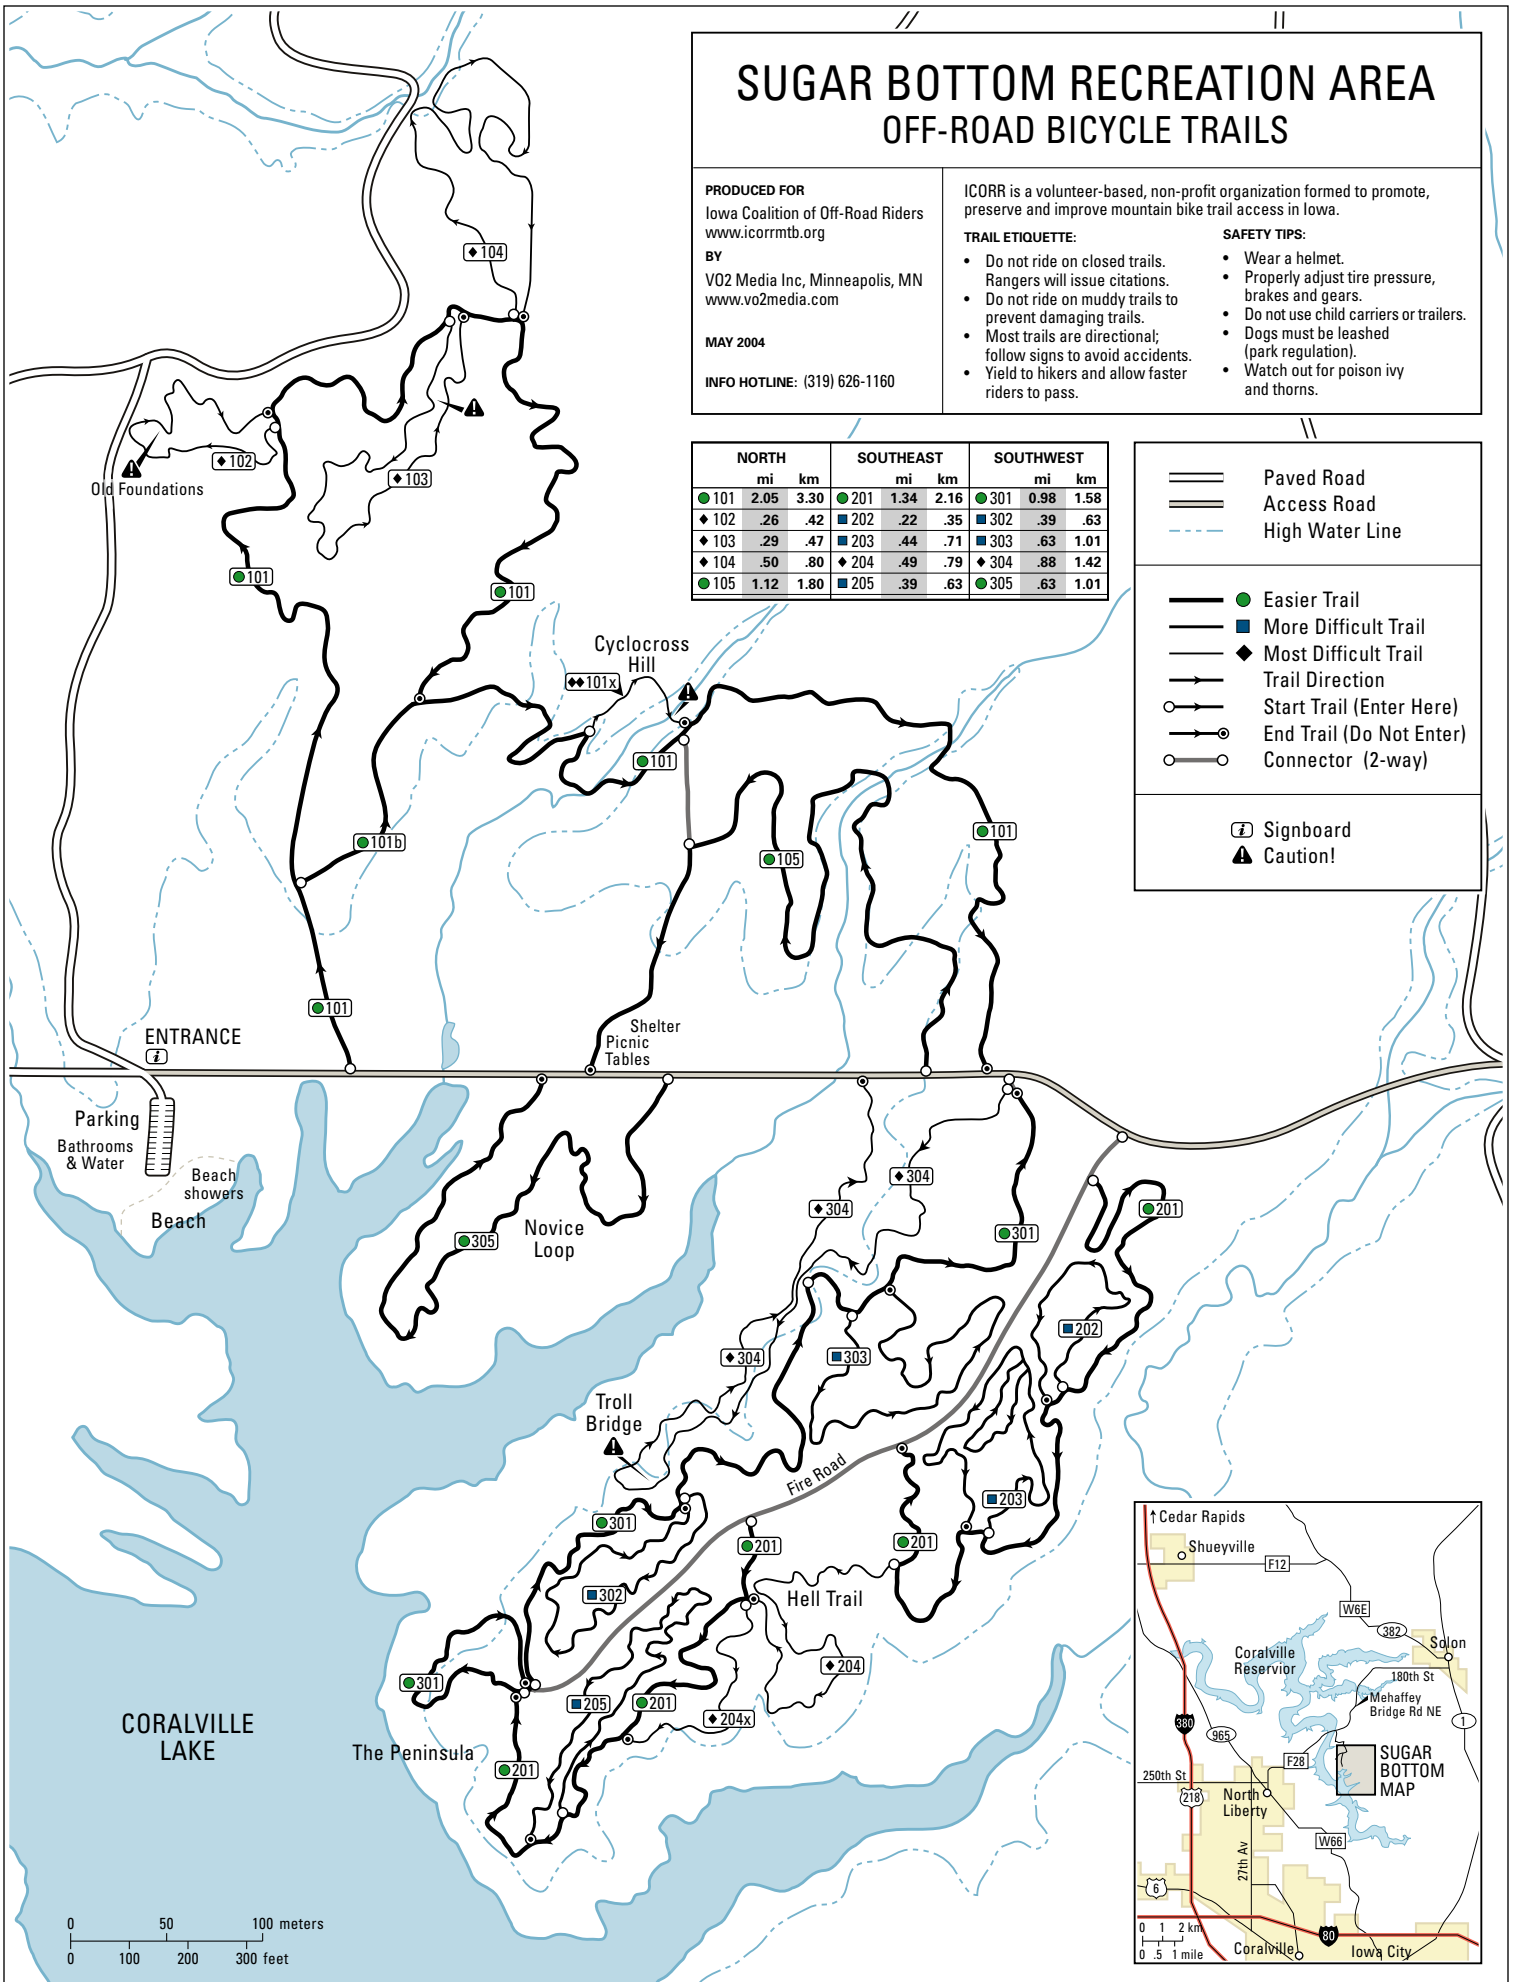 SUGAR BOTTOM RECREATION AREA
OFF-ROAD BICYCLE TRAILS
PRODUCED FOR
Iowa Coalition of Off-Road Riders
www.icorrmtb.org
BY
VO2 Media Inc, Minneapolis, MN
www.vo2media.com
MAY 2004
INFO HOTLINE: (319) 626-1160
ICORR is a volunteer-based, non-profit organization formed to promote,
preserve and improve mountain bike trail access in Iowa.
TRAIL ETIQUETTE:
• Do not ride on closed trails.
Rangers will issue citations.
• Do not ride on muddy trails to
prevent damaging trails.
• Most trails are directional;
follow signs to avoid accidents.
• Yield to hikers and allow faster
riders to pass.
SAFETY TIPS:
• Wear a helmet.
• Properly adjust tire pressure,
brakes and gears.
• Do not use child carriers or trailers.
• Dogs must be leashed
(park regulation).
• Watch out for poison ivy
and thorns.
NORTH SOUTHEAST SOUTHWEST
mi km mi km mi km
101 2.05 3.30 201 1.34 2.16 301 0.98 1.58
102 .26 .42 202 .22 .35 302 .39 .63
103 .29 .47 203 .44 .71 303 .63 1.01
104 .50 .80 204 .49 .79 304 .88 1.42
105 1.12 1.80 205 .39 .63 305 .63 1.01
Paved Road
Access Road
High Water Line
Easier Trail
More Difficult Trail
Most Difficult Trail
Trail Direction
Start Trail (Enter Here)
End Trail (Do Not Enter)
Connector (2-way)
i Signboard
Caution!
104
102
Old Foundations
103
101
101
Cyclocross
Hill
101x
101
101b
105
101
101
ENTRANCE
i
Shelter
Picnic
Tables
Parking
Bathrooms
& Water
Beach
showers
Beach
305
Novice
Loop
304
304
301
201
202
304
303
Troll
Bridge
Fire Road
203
301
201
201
302
Hell Trail
204
301
205
201
204x
CORALVILLE
LAKE
The Peninsula
201
0 50 100 meters
0 100 200 300 feet
↑ Cedar Rapids
Shueyville
F12
W6E
382
Solon
Coralville
Reservior
180th St
Mehaffey
Bridge Rd NE
1
380
965
F28
SUGAR
BOTTOM
MAP
250th St
218
North
Liberty
W66
27th Av
6
0 1 2 km
0 .5 1 mile
80
Coralville
Iowa City